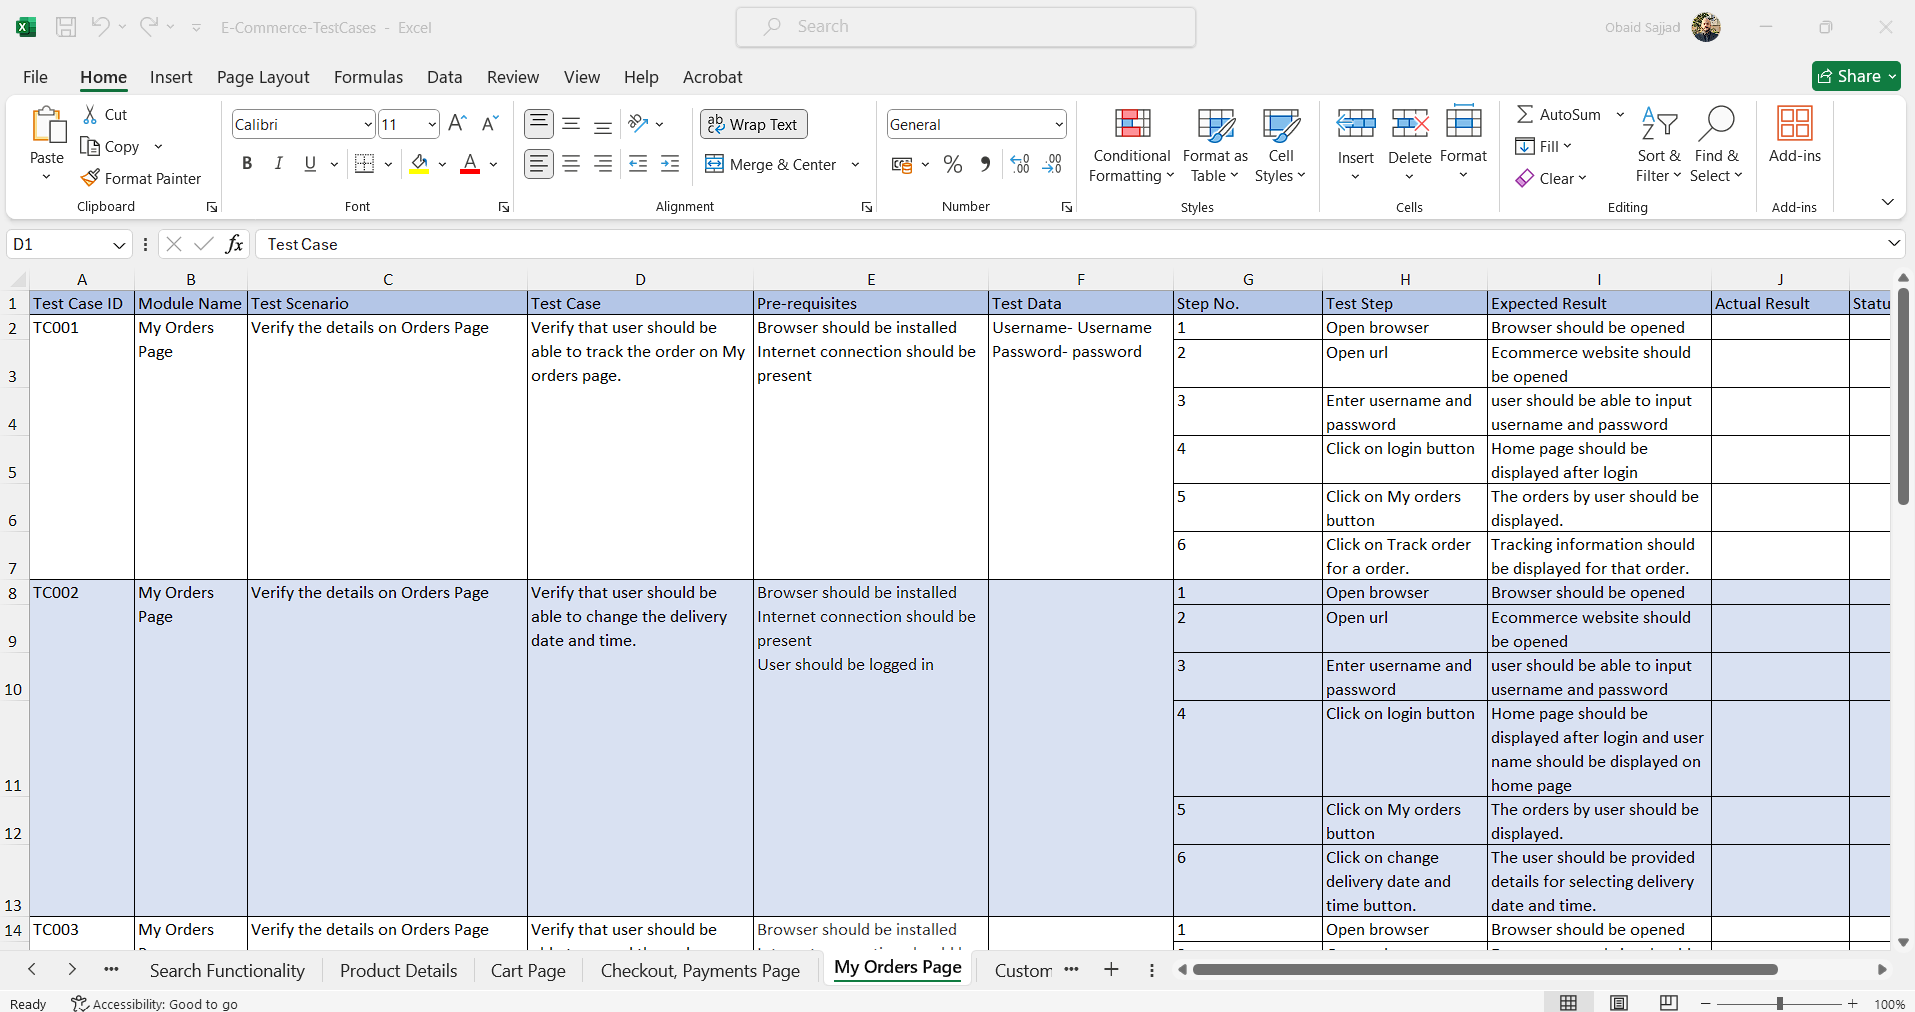 E-Commerce-TestCases - Excel
Search
Obaid Sajjad
File Home Insert Page Layout Formulas Data Review View Help Acrobat
Share
Paste
Cut
Copy
Format Painter
Clipboard
Calibri 11
B I U
Font
Wrap Text
Merge & Center
Alignment
General
Number
Conditional Formatting
Format as Table
Cell Styles
Styles
Insert Delete Format
Cells
AutoSum
Fill
Clear
Sort & Filter
Find & Select
Editing
Add-ins
Add-ins
D1 fx Test Case
A B C D E F G H I J
1 Test Case ID Module Name Test Scenario Test Case Pre-requisites Test Data Step No. Test Step Expected Result Actual Result Statu
2 TC001 My Orders Page Verify the details on Orders Page Verify that user should be able to track the order on My orders page. Browser should be installed Internet connection should be present Username- Username Password- password 1 Open browser Browser should be opened
3 2 Open url Ecommerce website should be opened
4 3 Enter username and password user should be able to input username and password
5 4 Click on login button Home page should be displayed after login
6 5 Click on My orders button The orders by user should be displayed.
7 6 Click on Track order for a order. Tracking information should be displayed for that order.
8 TC002 My Orders Page Verify the details on Orders Page Verify that user should be able to change the delivery date and time. Browser should be installed Internet connection should be present User should be logged in 1 Open browser Browser should be opened
9 2 Open url Ecommerce website should be opened
10 3 Enter username and password user should be able to input username and password
11 4 Click on login button Home page should be displayed after login and user name should be displayed on home page
12 5 Click on My orders button The orders by user should be displayed.
13 6 Click on change delivery date and time button. The user should be provided details for selecting delivery date and time.
14 TC003 My Orders Verify the details on Orders Page Verify that user should be Browser should be installed 1 Open browser Browser should be opened
Search Functionality Product Details Cart Page Checkout, Payments Page My Orders Page Custom
Ready Accessibility: Good to go 100%